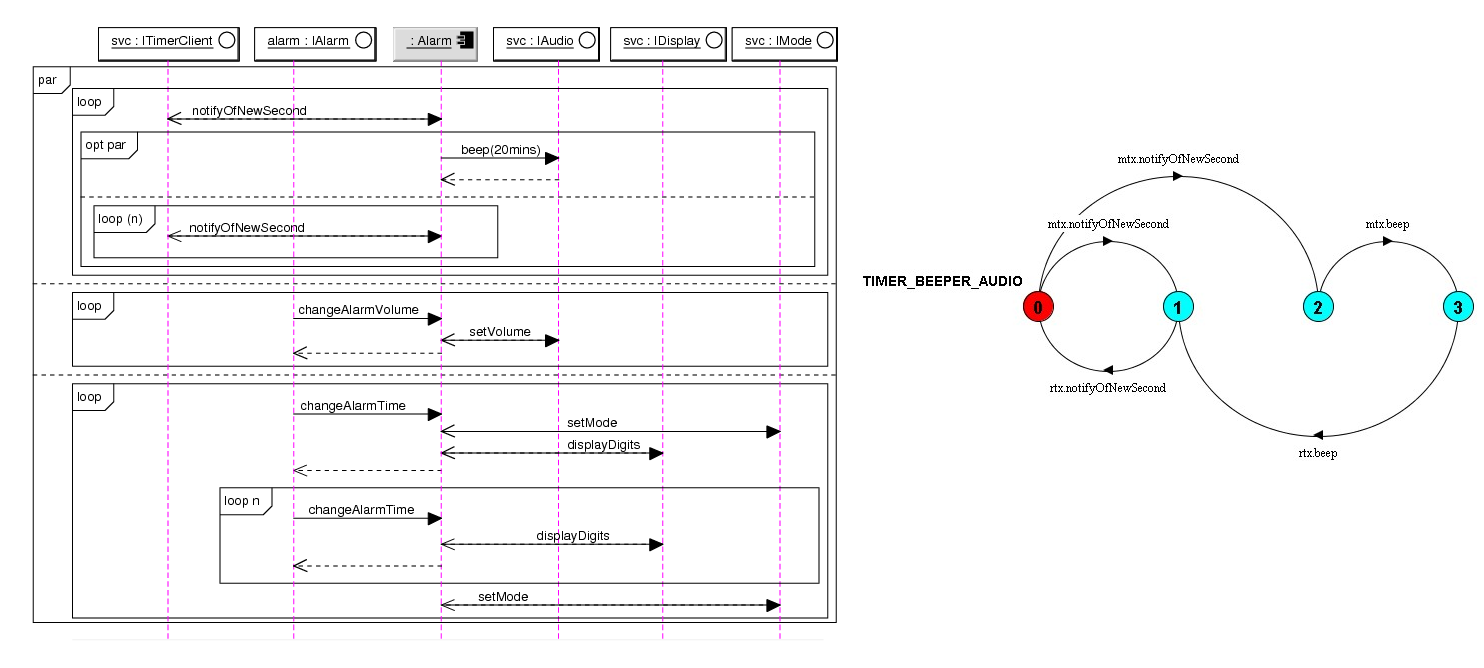 svc : ITimerClient
alarm : IAlarm
: Alarm
svc : IAudio
svc : IDisplay
svc : IMode
par
loop
notifyOfNewSecond
opt par
beep(20mins)
loop (n)
notifyOfNewSecond
loop
changeAlarmVolume
setVolume
loop
changeAlarmTime
setMode
displayDigits
loop n
changeAlarmTime
displayDigits
setMode
mtx.notifyOfNewSecond
mtx.notifyOfNewSecond
mtx.beep
TIMER_BEEPER_AUDIO
0
1
2
3
rtx.notifyOfNewSecond
rtx.beep